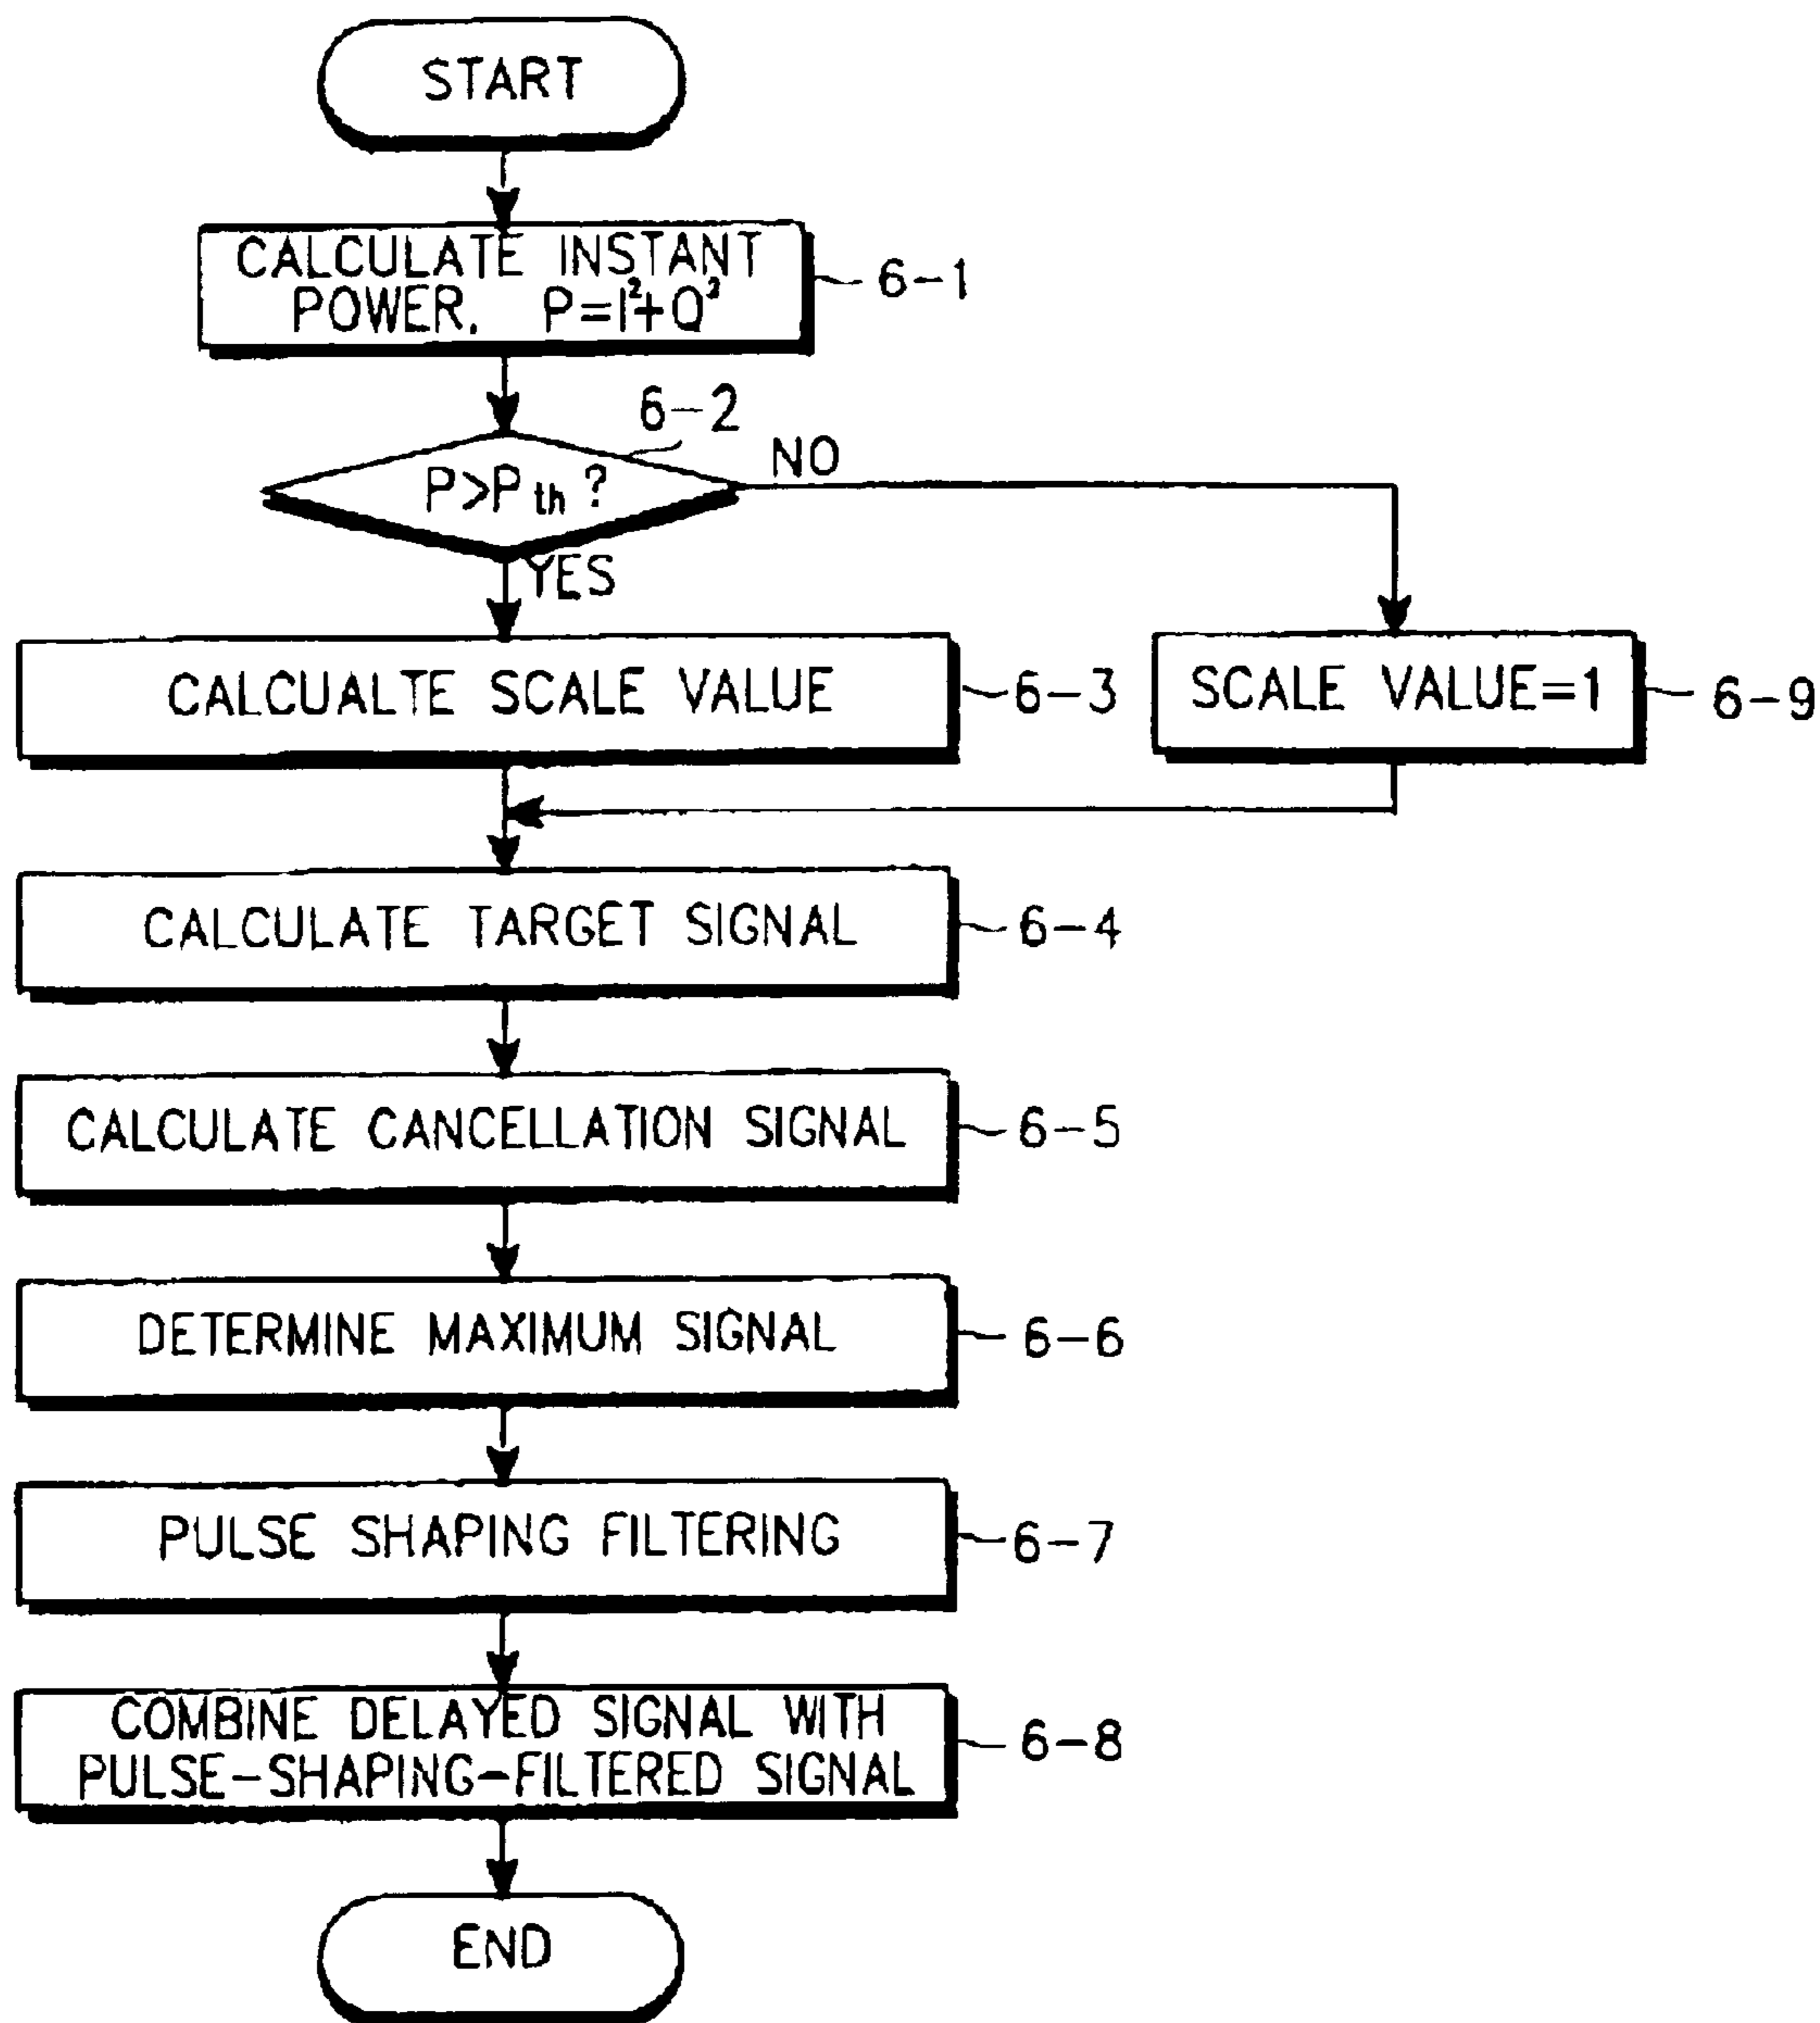 START
CALCULATE INSTANT
POWER. P=I²+Q³
6-1
6-2
P>Pth ?
NO
YES
CALCUALTE SCALE VALUE
6-3
SCALE VALUE=1
6-9
CALCULATE TARGET SIGNAL
6-4
CALCULATE CANCELLATION SIGNAL
6-5
DETERMINE MAXIMUM SIGNAL
6-6
PULSE SHAPING FILTERING
6-7
COMBINE DELAYED SIGNAL WITH
PULSE-SHAPING-FILTERED SIGNAL
6-8
END